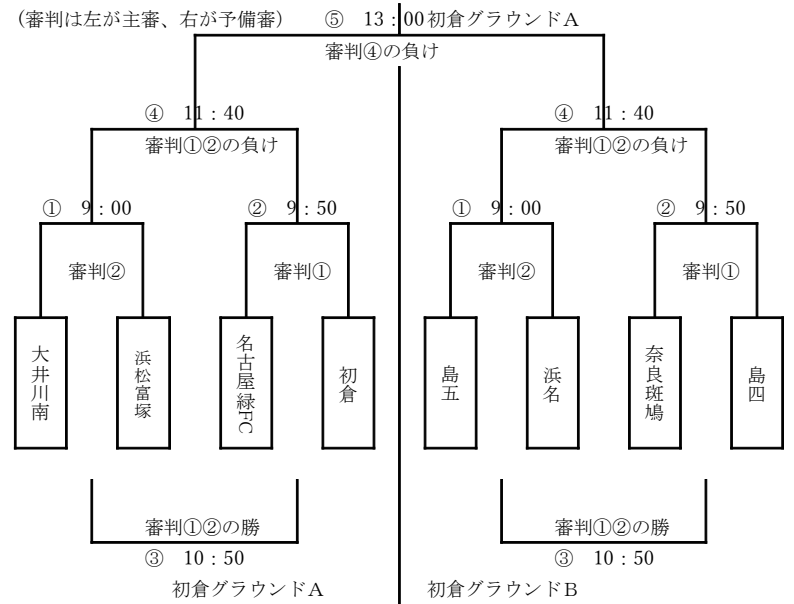 (審判は左が主審、右が予備審) ⑤ 13:00 初倉グラウンドA
審判④の負け
④ 11:40 ④ 11:40
審判①②の負け 審判①②の負け
① 9:00 ② 9:50 ① 9:00 ② 9:50
審判② 審判① 審判② 審判①
大井川南
浜松富塚
名古屋緑FC
初倉
島五
浜名
奈良斑鳩
島四
審判①②の勝 審判①②の勝
③ 10:50 ③ 10:50
初倉グラウンドA 初倉グラウンドB